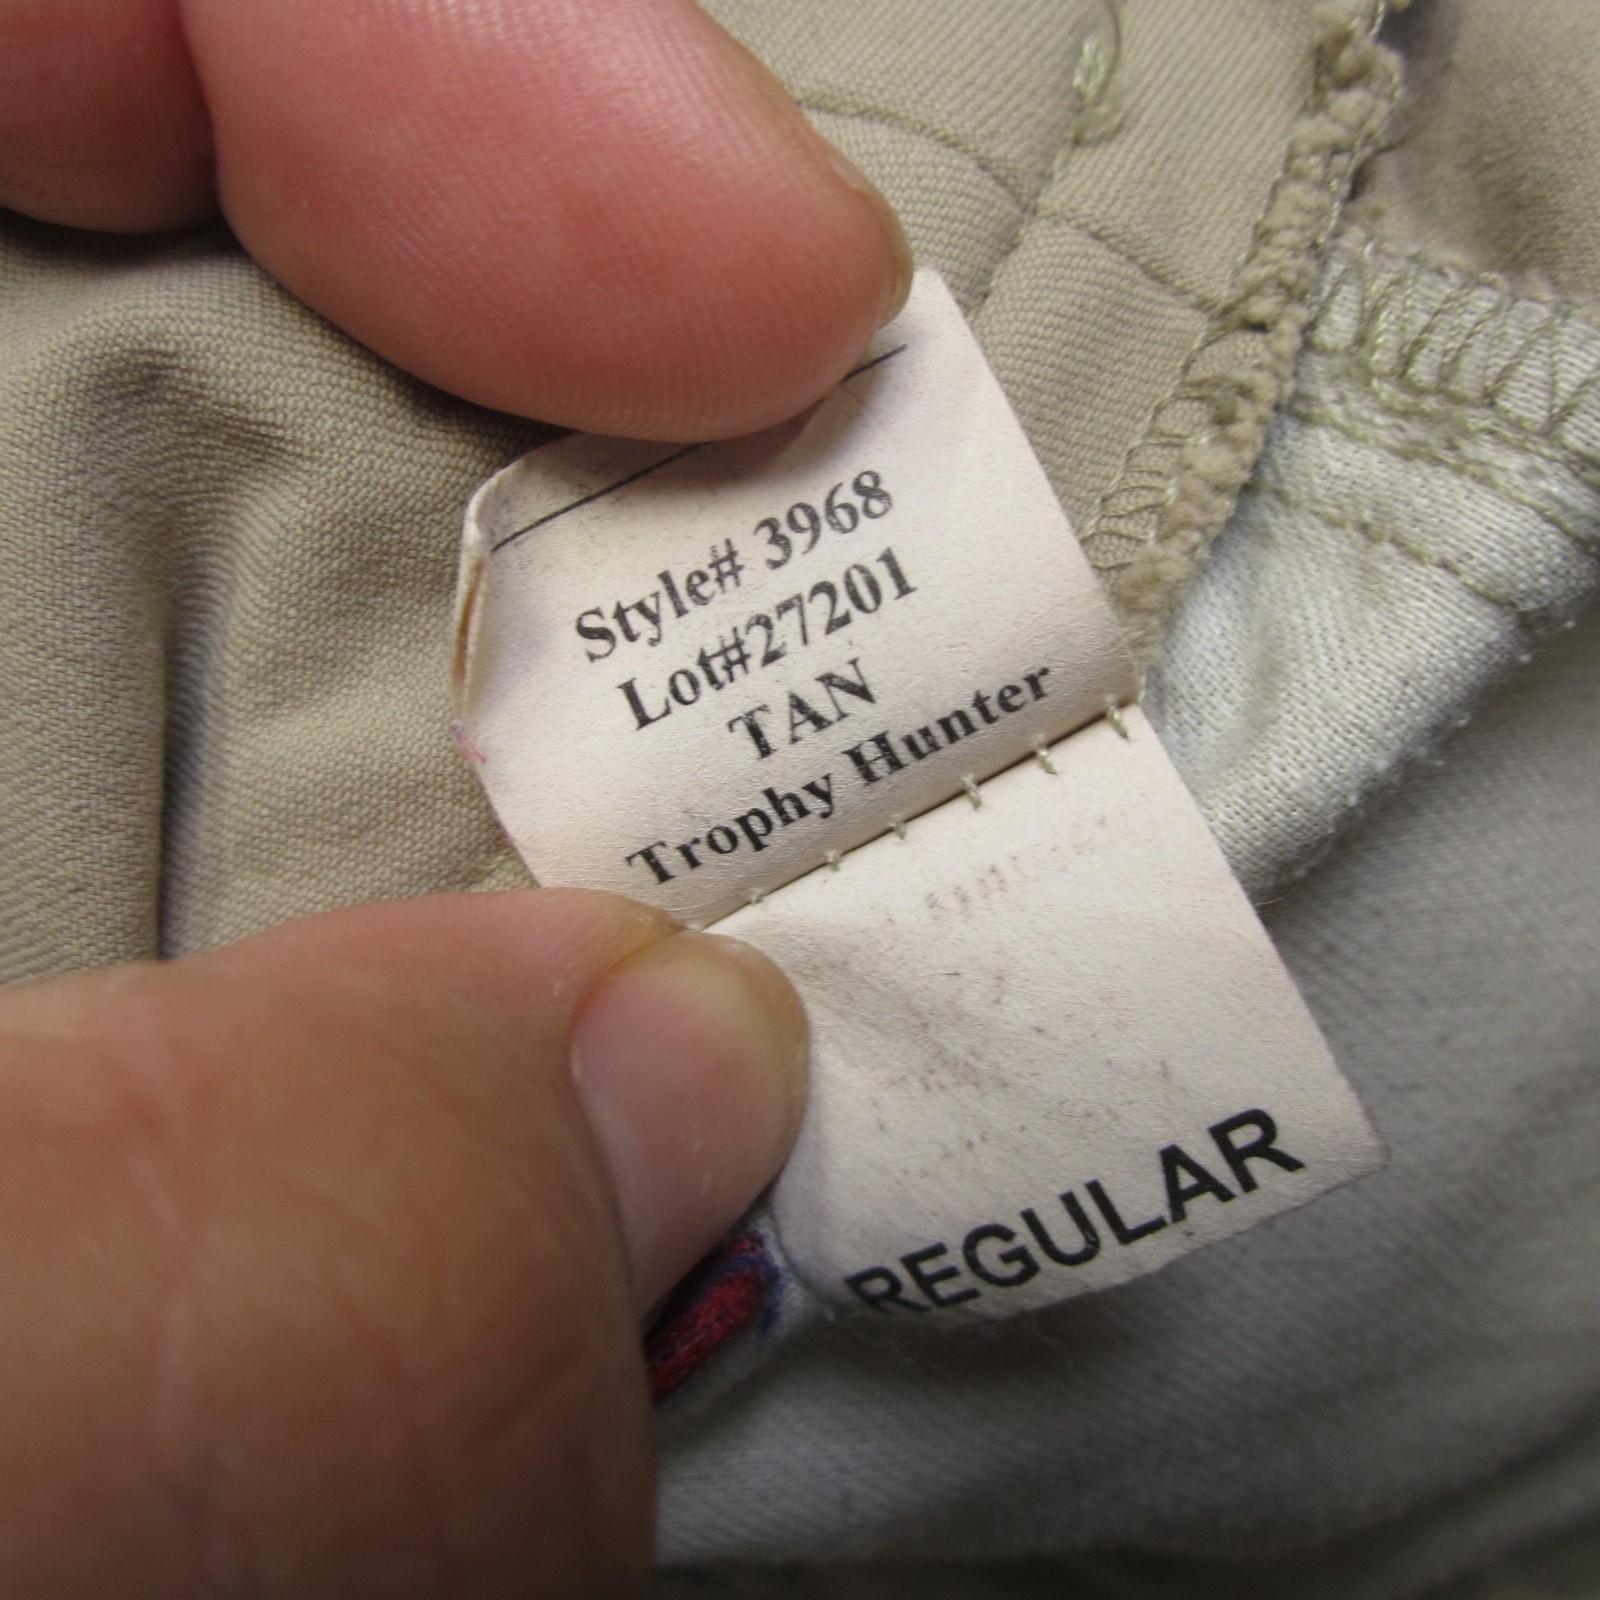 Style# 3968
Lot#27201
TAN
Trophy Hunter
REGULAR